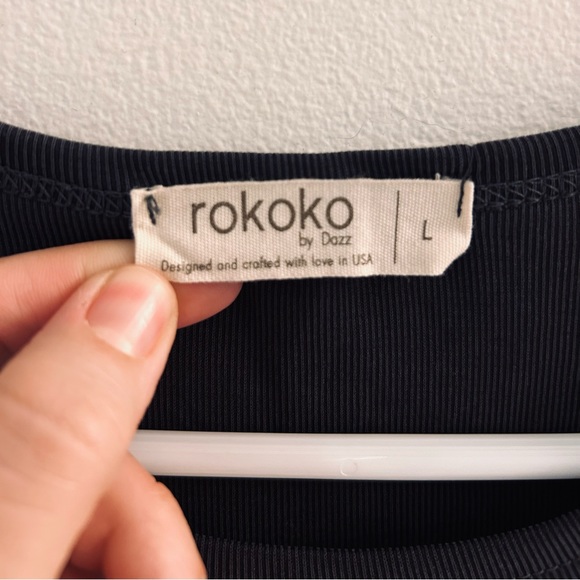 rokoko
by Dazz
Designed and crafted with love in USA
L